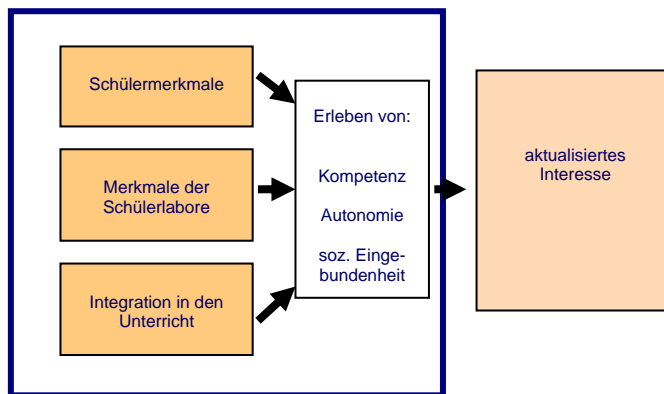 Schülermerkmale
Merkmale der
Schülerlabore
Integration in den
Unterricht
Erleben von:
Kompetenz
Autonomie
soz. Einge-
bundenheit
aktualisiertes
Interesse